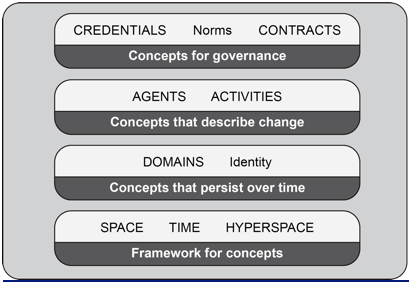 CREDENTIALS Norms CONTRACTS
Concepts for governance
AGENTS ACTIVITIES
Concepts that describe change
DOMAINS Identity
Concepts that persist over time
SPACE TIME HYPERSPACE
Framework for concepts